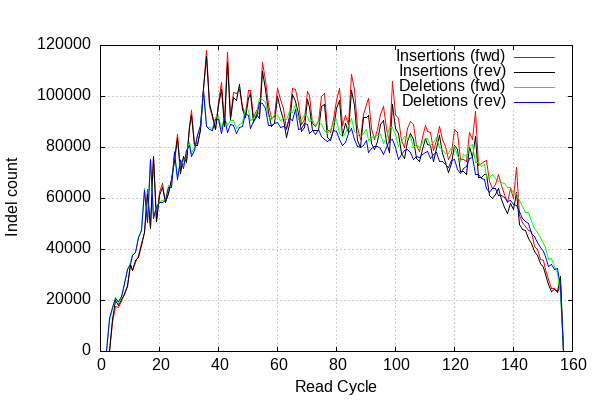 120000
100000
80000
60000
40000
20000
0
Indel count
Insertions (fwd)
Insertions (rev)
Deletions (fwd)
Deletions (rev)
0 20 40 60 80 100 120 140 160
Read Cycle